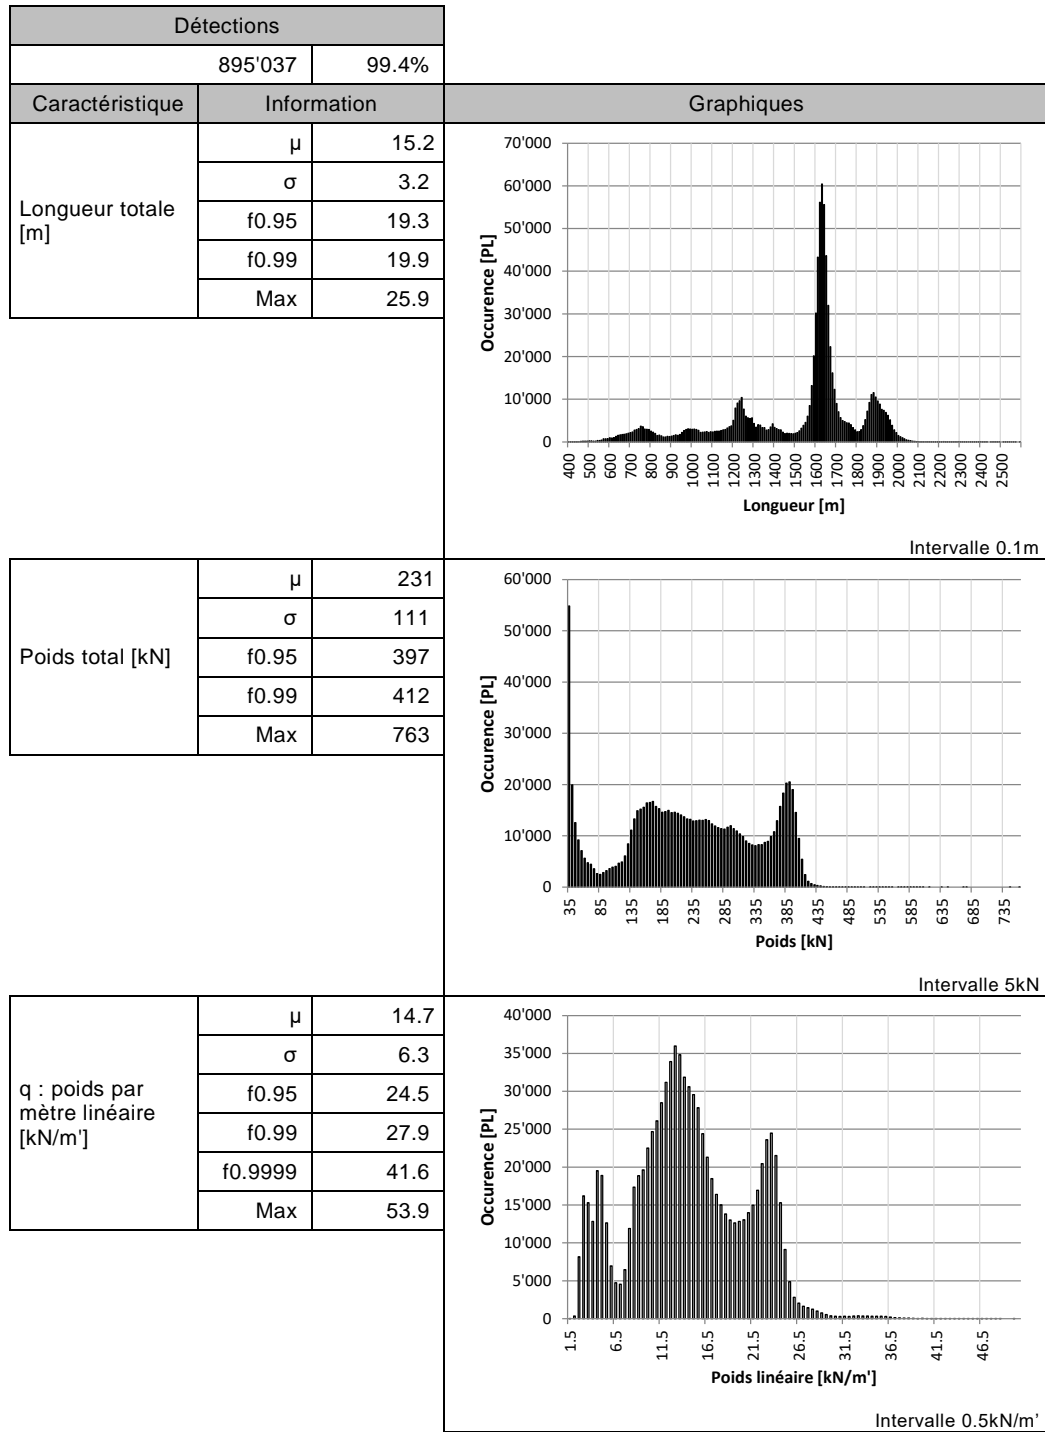 Détections
895'037 99.4%
Caractéristique Information Graphiques
Longueur totale
[m]
μ 15.2
σ 3.2
f0.95 19.3
f0.99 19.9
Max 25.9
70'000
60'000
50'000
40'000
30'000
20'000
10'000
0
Occurence [PL]
400 500 600 700 800 900 1000 1100 1200 1300 1400 1500 1600 1700 1800 1900 2000 2100 2200 2300 2400 2500
Longueur [m]
Intervalle 0.1m
Poids total [kN]
μ 231
σ 111
f0.95 397
f0.99 412
Max 763
60'000
50'000
40'000
30'000
20'000
10'000
0
Occurence [PL]
35 85 135 185 235 285 335 385 435 485 535 585 635 685 735
Poids [kN]
Intervalle 5kN
q : poids par
mètre linéaire
[kN/m']
μ 14.7
σ 6.3
f0.95 24.5
f0.99 27.9
f0.9999 41.6
Max 53.9
40'000
35'000
30'000
25'000
20'000
15'000
10'000
5'000
0
Occurence [PL]
1.5 6.5 11.5 16.5 21.5 26.5 31.5 36.5 41.5 46.5
Poids linéaire [kN/m']
Intervalle 0.5kN/m’